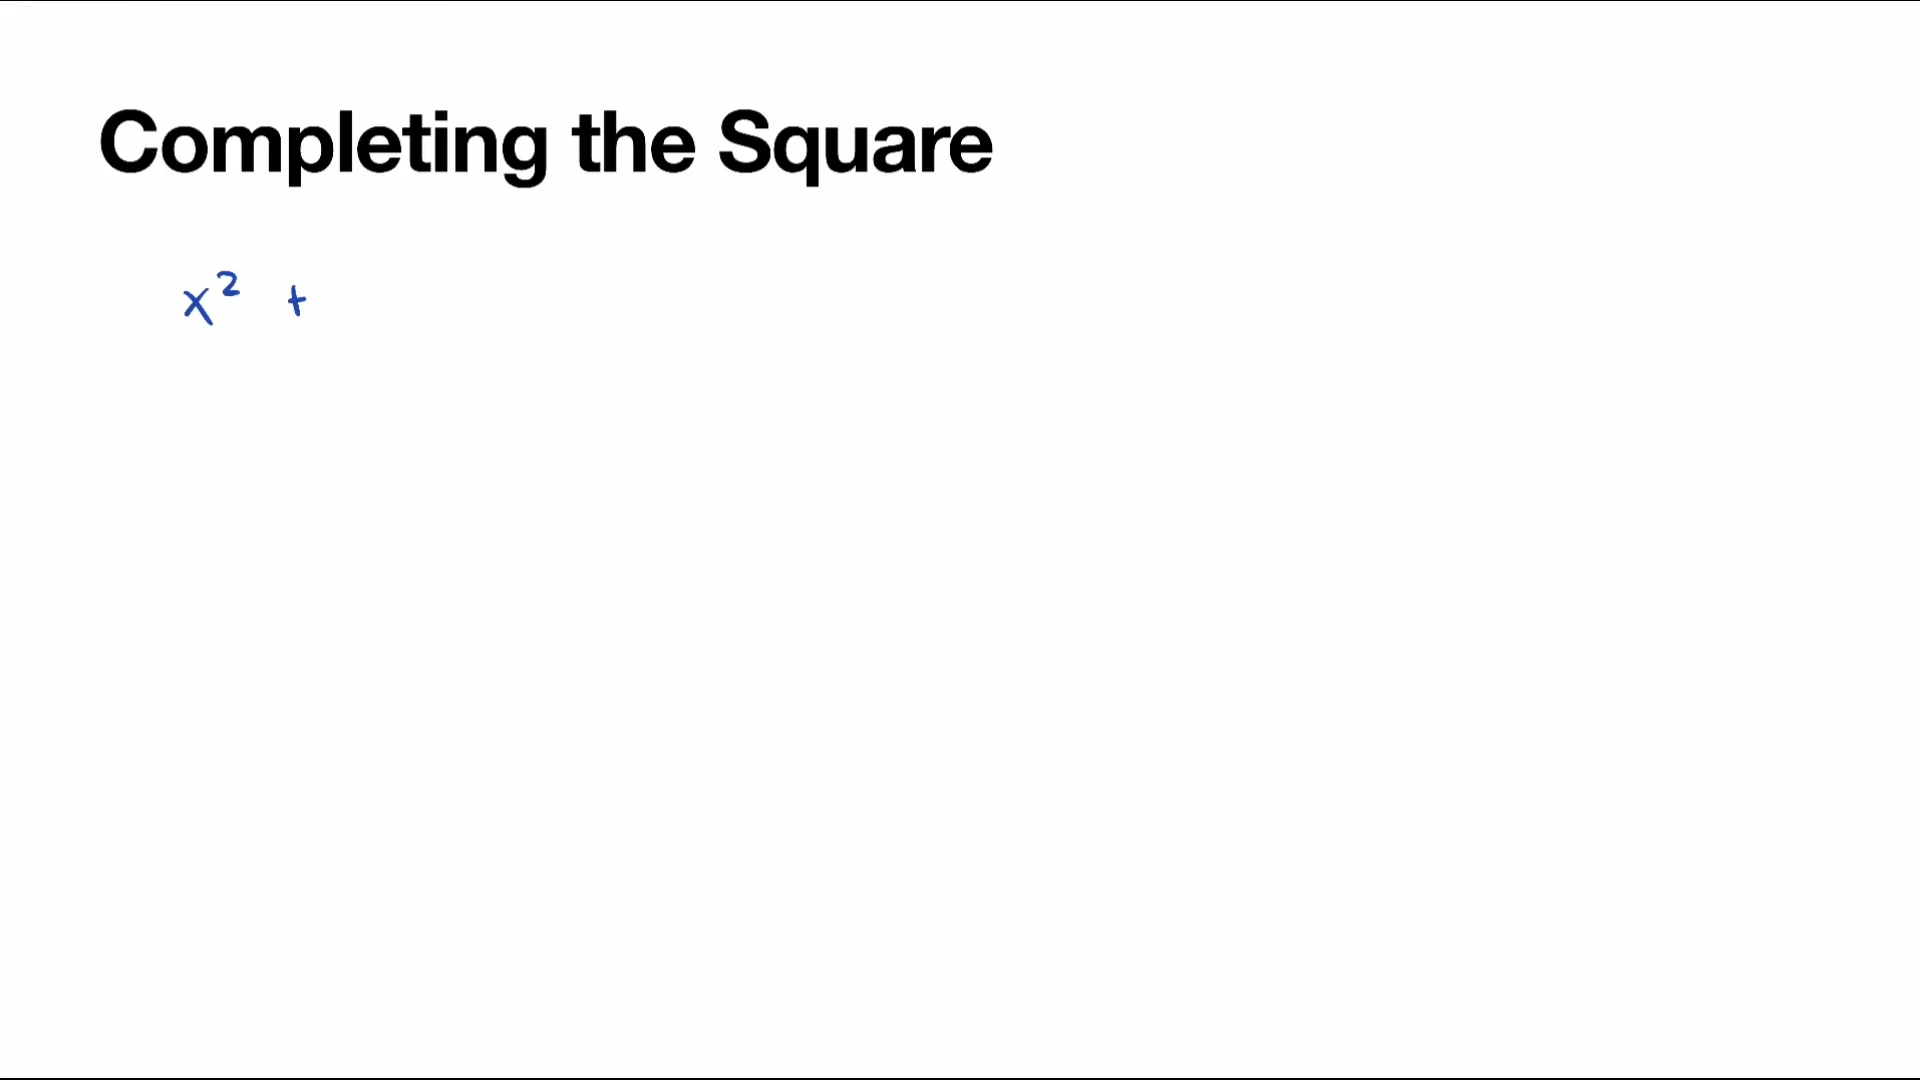 Completing the Square
x² +